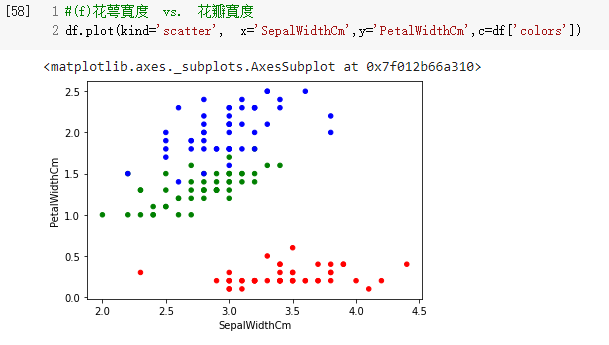 [58]
1 #(f)花萼寬度 vs. 花瓣寬度
2 df.plot(kind='scatter', x='SepalWidthCm',y='PetalWidthCm',c=df['colors'])
<matplotlib.axes._subplots.AxesSubplot at 0x7f012b66a310>
2.5
2.0
1.5
1.0
0.5
0.0
PetalWidthCm
2.0 2.5 3.0 3.5 4.0 4.5
SepalWidthCm